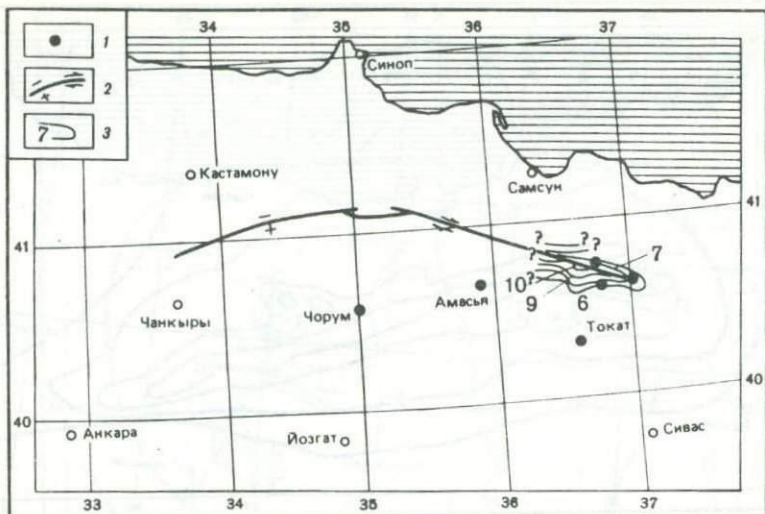 34 35 36 37
1
2
7 3
Синоп
Кастамону
Самсун
41
41
? ? ?
? 7
10?
9 6
Амасья
Чанкыры
Чорум
Токат
40
40
Анкара
Йозгат
Сивас
33 34 35 36 37